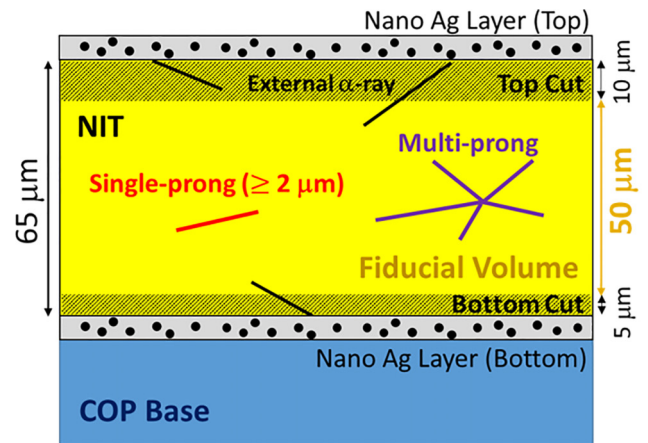 Nano Ag Layer (Top)
External α-ray
Top Cut
10 μm
NIT
Multi-prong
Single-prong (≥ 2 μm)
65 μm
50 μm
Fiducial Volume
Bottom Cut
5 μm
Nano Ag Layer (Bottom)
COP Base